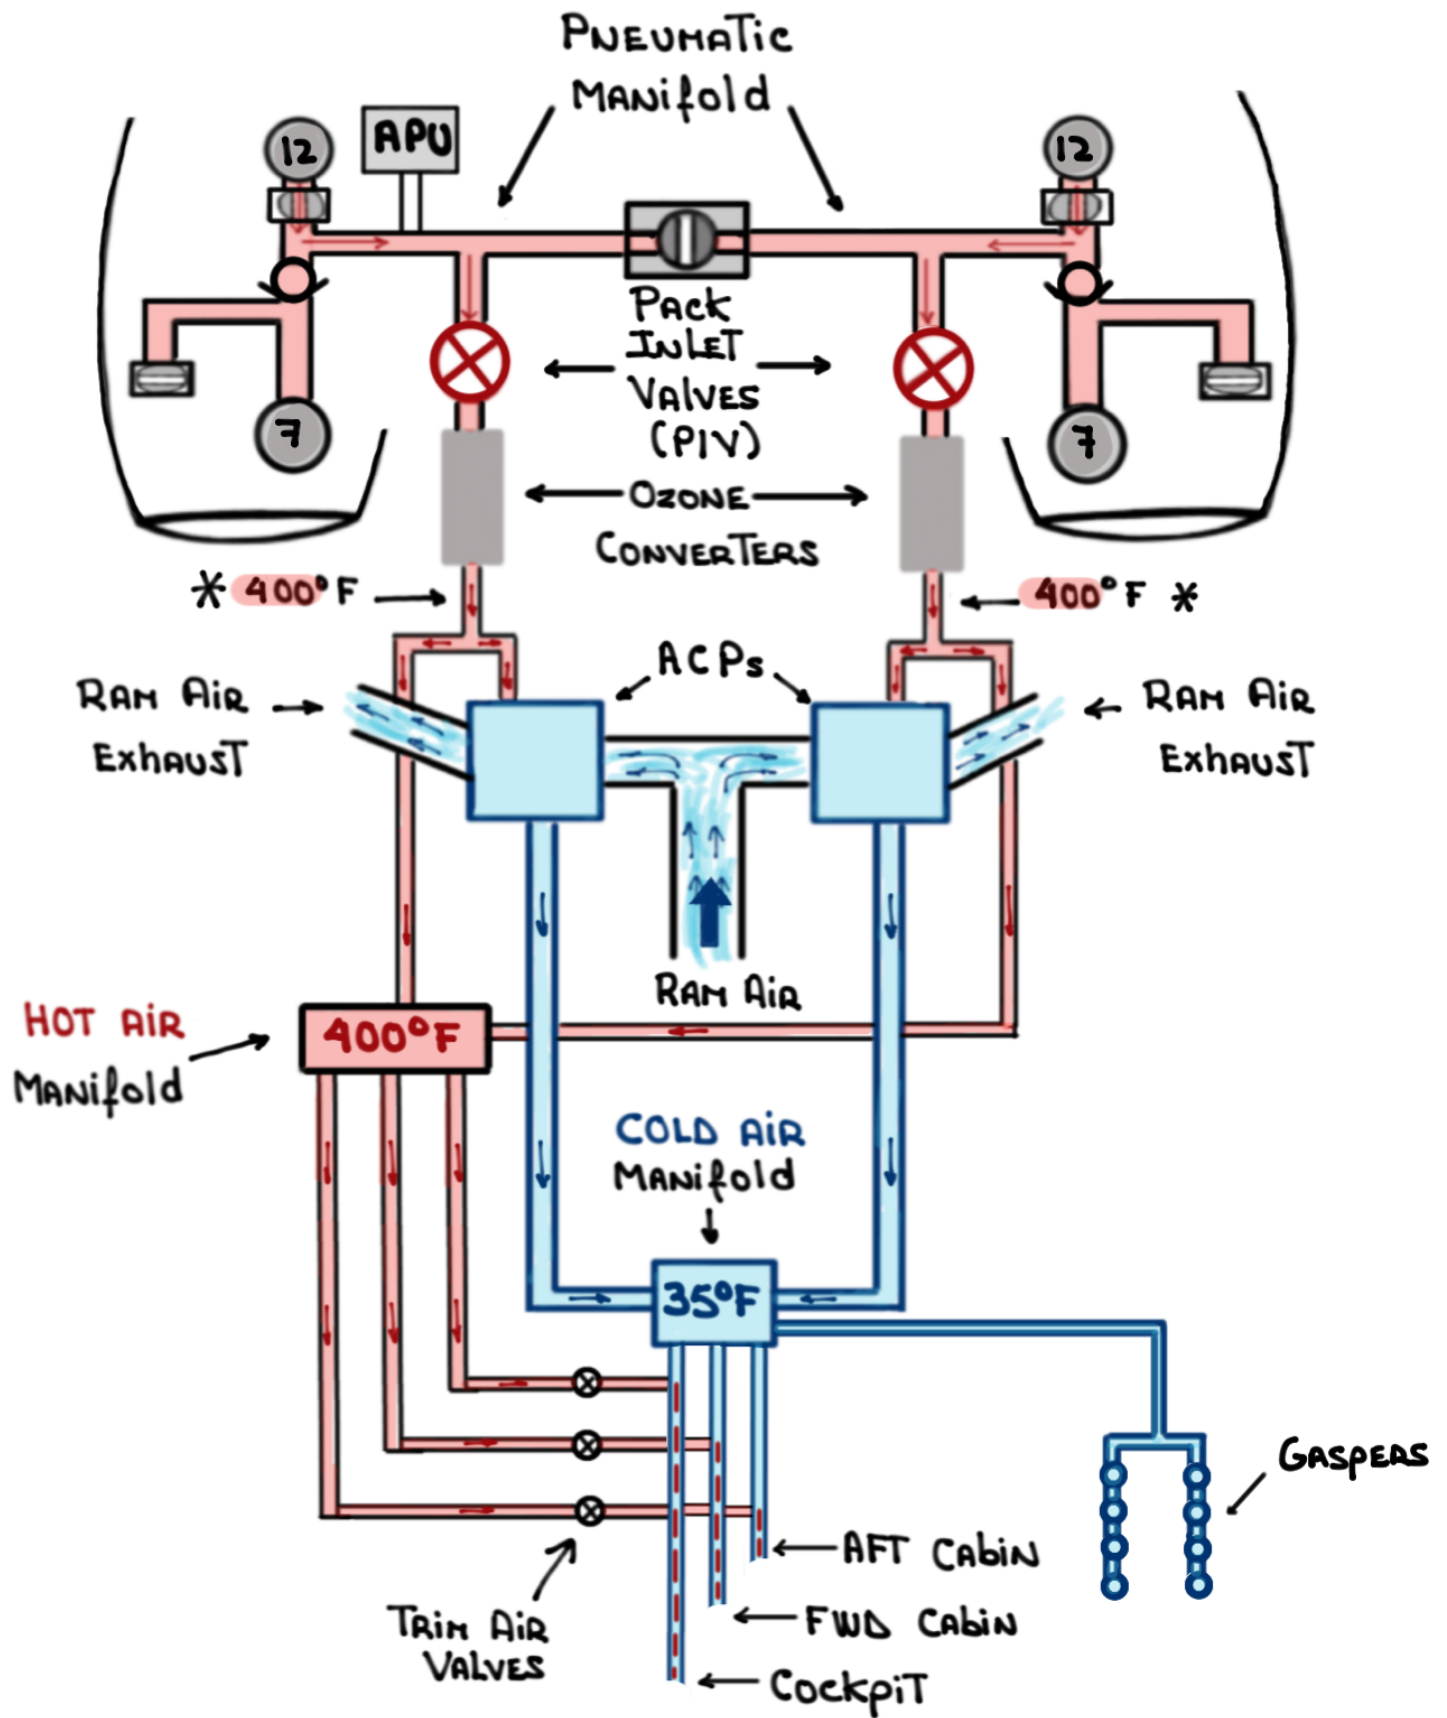 PNEUMATIC
MANIFOLD
12
APU
12
PACK
INLET
VALVES
(PIV)
7
7
OZONE
CONVERTERS
* 400°F
400°F *
ACPs
RAM AIR
EXHAUST
RAM AIR
EXHAUST
RAM AIR
HOT AIR
MANIFOLD
400°F
COLD AIR
MANIFOLD
35°F
GASPERS
AFT CABIN
FWD CABIN
COCKPIT
TRIM AIR
VALVES